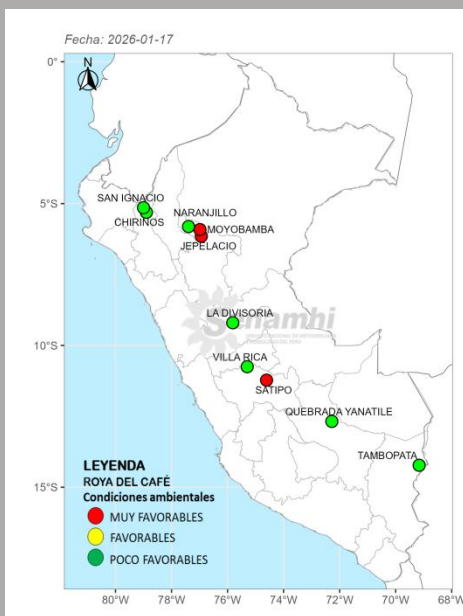 Fecha: 2026-01-17
N
0°
5°S
10°S
15°S
SAN IGNACIO
CHIRINOS
NARANJILLO
MOYOBAMBA
JEPELACIO
LA DIVISORIA
Senamhi
VILLA RICA
SATIPO
QUEBRADA YANATILE
TAMBOPATA
LEYENDA
ROYA DEL CAFÉ
Condiciones ambientales
MUY FAVORABLES
FAVORABLES
POCO FAVORABLES
80°W 78°W 76°W 74°W 72°W 70°W 68°W